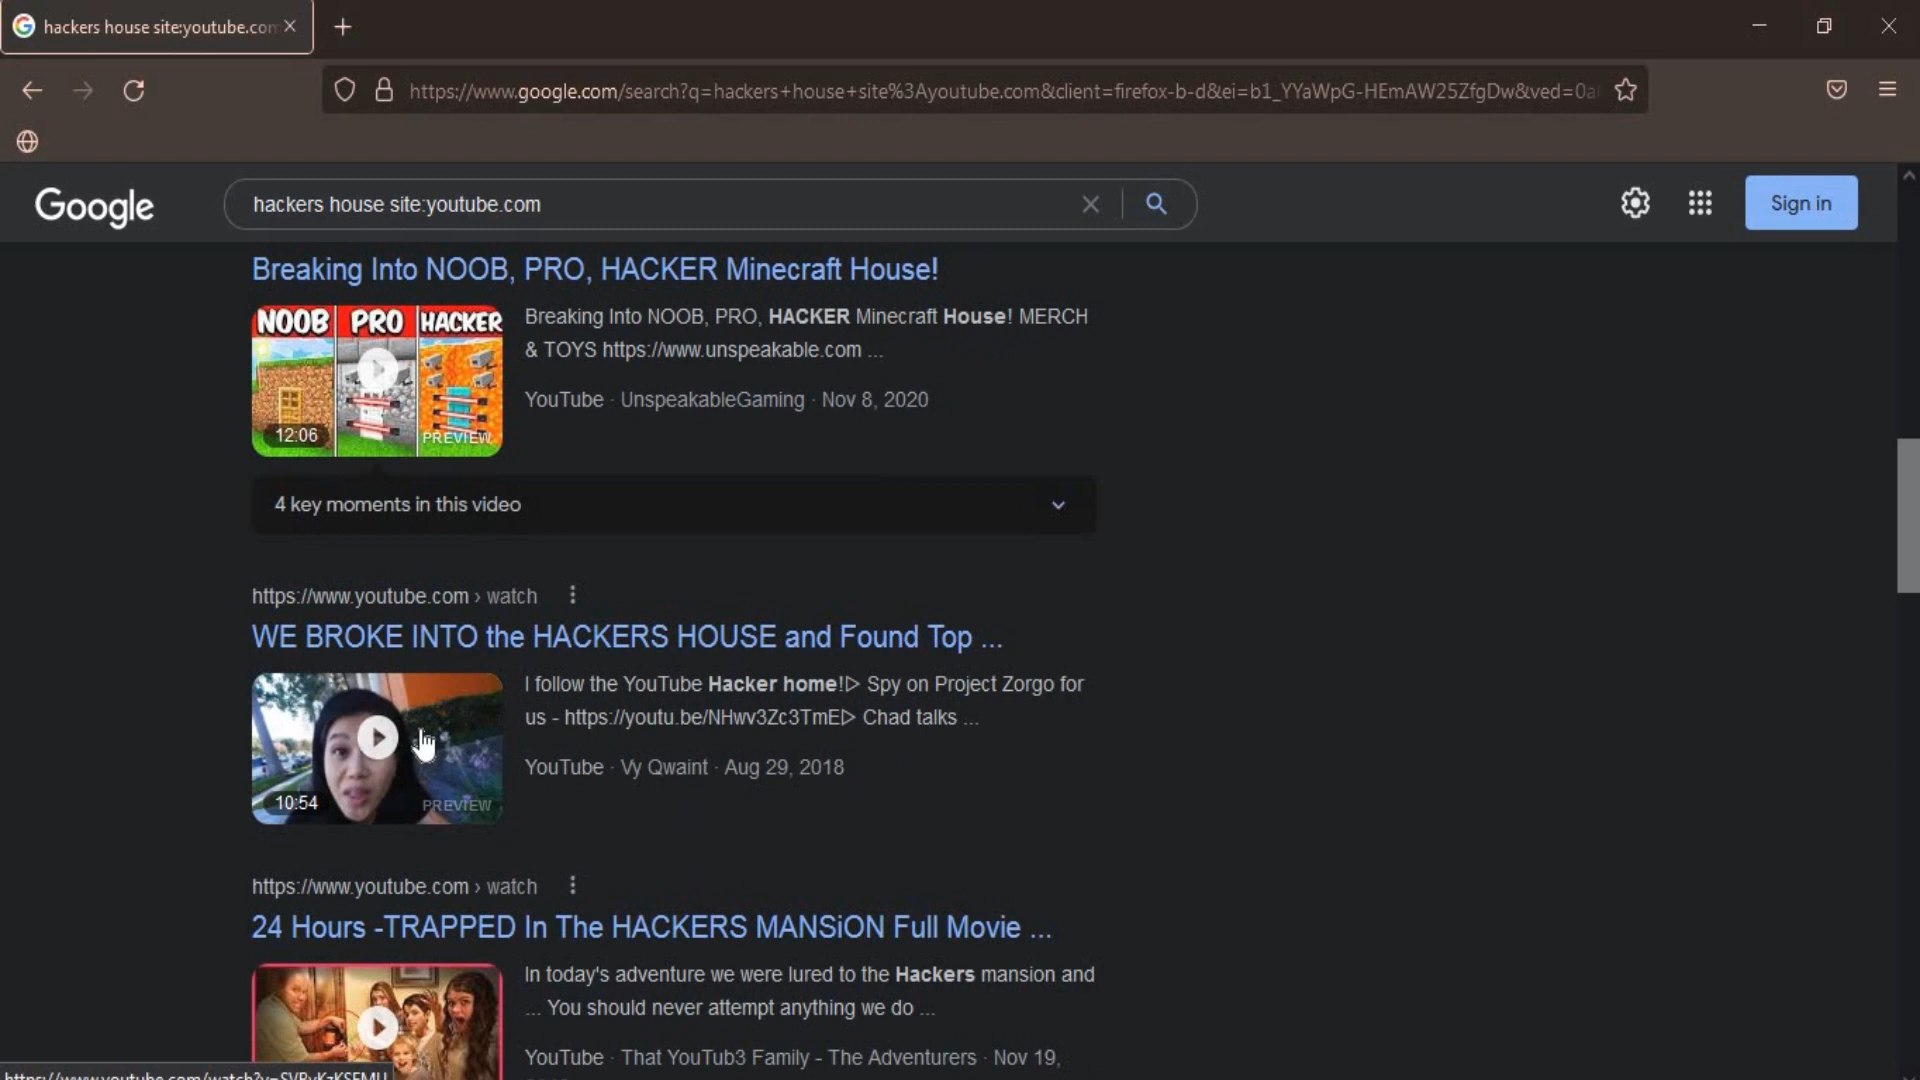 hackers house site:youtube.com
https://www.google.com/search?q=hackers+house+site%3Ayoutube.com&client=firefox-b-d&ei=b1_YYaWpG-HEmAW25ZfgDw&ved=0a
Google
hackers house site:youtube.com
Sign in
Breaking Into NOOB, PRO, HACKER Minecraft House!
NOOB PRO HACKER
12:06
PREVIEW
Breaking Into NOOB, PRO, HACKER Minecraft House! MERCH
& TOYS https://www.unspeakable.com ...
YouTube · UnspeakableGaming · Nov 8, 2020
4 key moments in this video
https://www.youtube.com › watch
WE BROKE INTO the HACKERS HOUSE and Found Top ...
10:54
PREVIEW
I follow the YouTube Hacker home!▷ Spy on Project Zorgo for
us - https://youtu.be/NHwv3Zc3TmE▷ Chad talks ...
YouTube · Vy Qwaint · Aug 29, 2018
https://www.youtube.com › watch
24 Hours -TRAPPED In The HACKERS MANSiON Full Movie ...
In today's adventure we were lured to the Hackers mansion and
... You should never attempt anything we do ...
YouTube · That YouTub3 Family - The Adventurers · Nov 19,